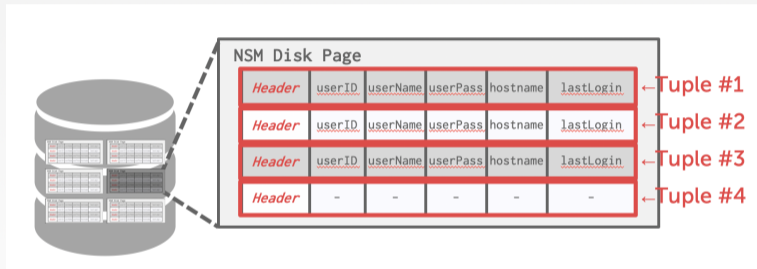 NSM Disk Page
Header userID userName userPass hostname lastLogin ←Tuple #1
Header userID userName userPass hostname lastLogin ←Tuple #2
Header userID userName userPass hostname lastLogin ←Tuple #3
Header - - - - - ←Tuple #4